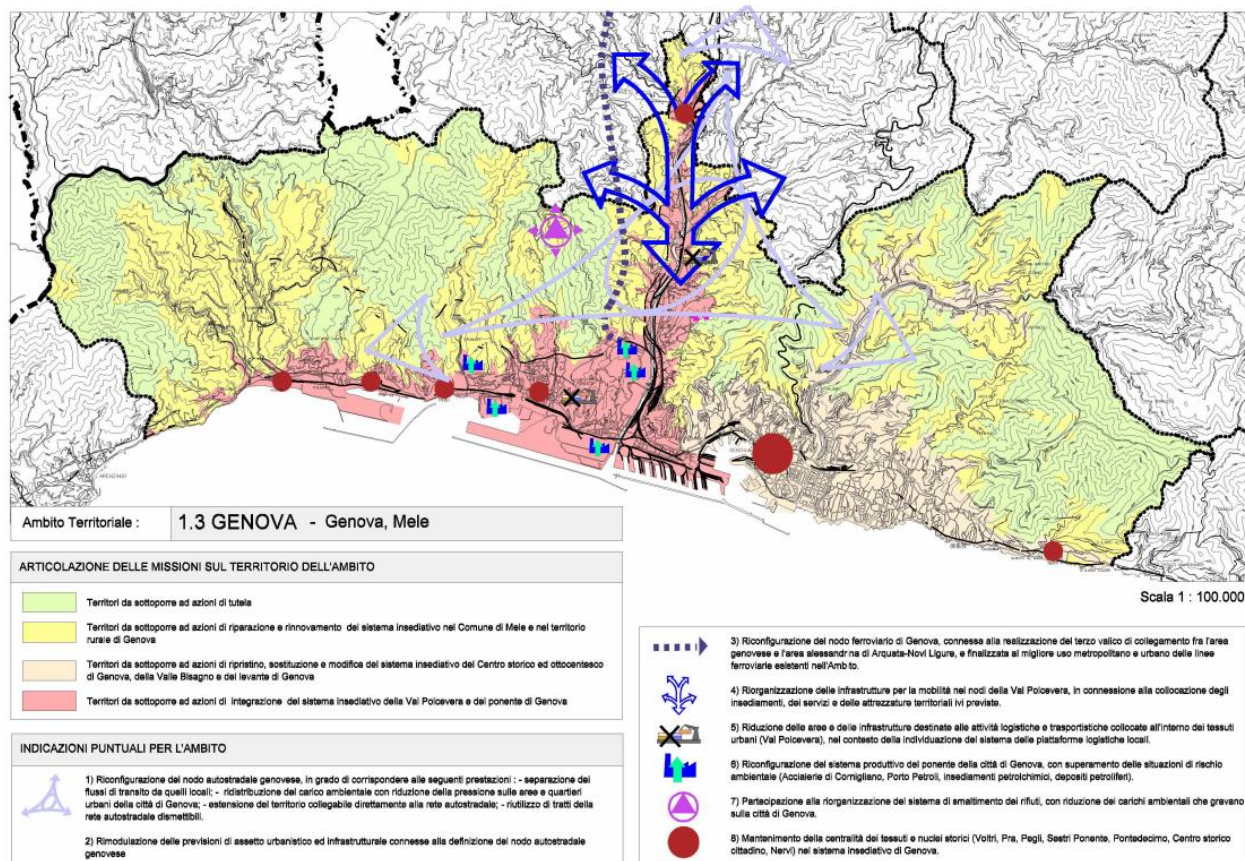 ARENZANO
GENOVA
Ambito Territoriale :
1.3 GENOVA - Genova, Mele
Scala 1 : 100.000
ARTICOLAZIONE DELLE MISSIONI SUL TERRITORIO DELL'AMBITO
Territori da sottoporre ad azioni di tutela
Territori da sottoporre ad azioni di riparazione e rinnovamento del sistema insediativo nel Comune di Mele e nel territorio
rurale di Genova
Territori da sottoporre ad azioni di ripristino, sostituzione e modifica del sistema insediativo del Centro storico ed ottocentesco
di Genova, della Valle Bisagno e del levante di Genova
Territori da sottoporre ad azioni di integrazione del sistema insediativo della Val Polcevera e del ponente di Genova
INDICAZIONI PUNTUALI PER L'AMBITO
1) Riconfigurazione del nodo autostradale genovese, in grado di corrispondere alle seguenti prestazioni : - separazione dei
flussi di transito da quelli locali; - ridistribuzione del carico ambientale con riduzione della pressione sulle aree e quartieri
urbani della città di Genova; - estensione del territorio collegabile direttamente alla rete autostradale; - riutilizzo di tratti della
rete autostradale dismettibili.
2) Rimodulazione delle previsioni di assetto urbanistico ed infrastrutturale connesse alla definizione del nodo autostradale
genovese
3) Riconfigurazione del nodo ferroviario di Genova, connessa alla realizzazione del terzo valico di collegamento fra l'area
genovese e l'area alessandrina di Arquata-Novi Ligure, e finalizzata al migliore uso metropolitano e urbano delle linee
ferroviarie esistenti nell'Ambito.
4) Riorganizzazione delle infrastrutture per la mobilità nei nodi della Val Polcevera, in connessione alla collocazione degli
insediamenti, dei servizi e delle attrezzature territoriali ivi previste.
5) Riduzione delle aree e delle infrastrutture destinate alle attività logistiche e trasportistiche collocate all'interno dei tessuti
urbani (Val Polcevera), nel contesto della individuazione del sistema delle piattaforme logistiche locali.
6) Riconfigurazione del sistema produttivo del ponente della città di Genova, con superamento delle situazioni di rischio
ambientale (Acciaierie di Cornigliano, Porto Petroli, insediamenti petrolchimici, depositi petroliferi).
7) Partecipazione alla riorganizzazione del sistema di smaltimento dei rifiuti, con riduzione dei carichi ambientali che gravano
sulla città di Genova.
8) Mantenimento della centralità dei tessuti e nuclei storici (Voltri, Pra, Pegli, Sestri Ponente, Pontedecimo, Centro storico
cittadino, Nervi) nel sistema insediativo di Genova.